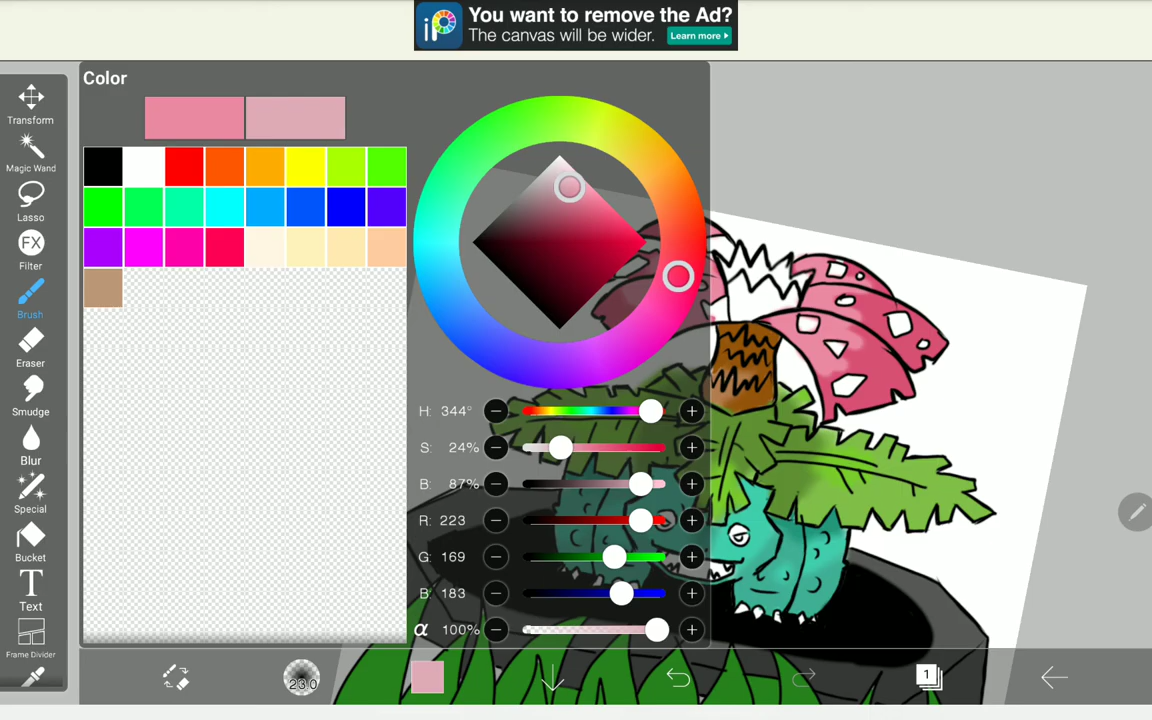 iP
You want to remove the Ad?
The canvas will be wider.
Learn more
Color
Transform
Magic Wand
Lasso
FX
Filter
Brush
Eraser
Smudge
Blur
Special
Bucket
T
Text
Frame Divider
H: 344°
S: 24%
B: 87%
R: 223
G: 169
B: 183
α 100%
230
1